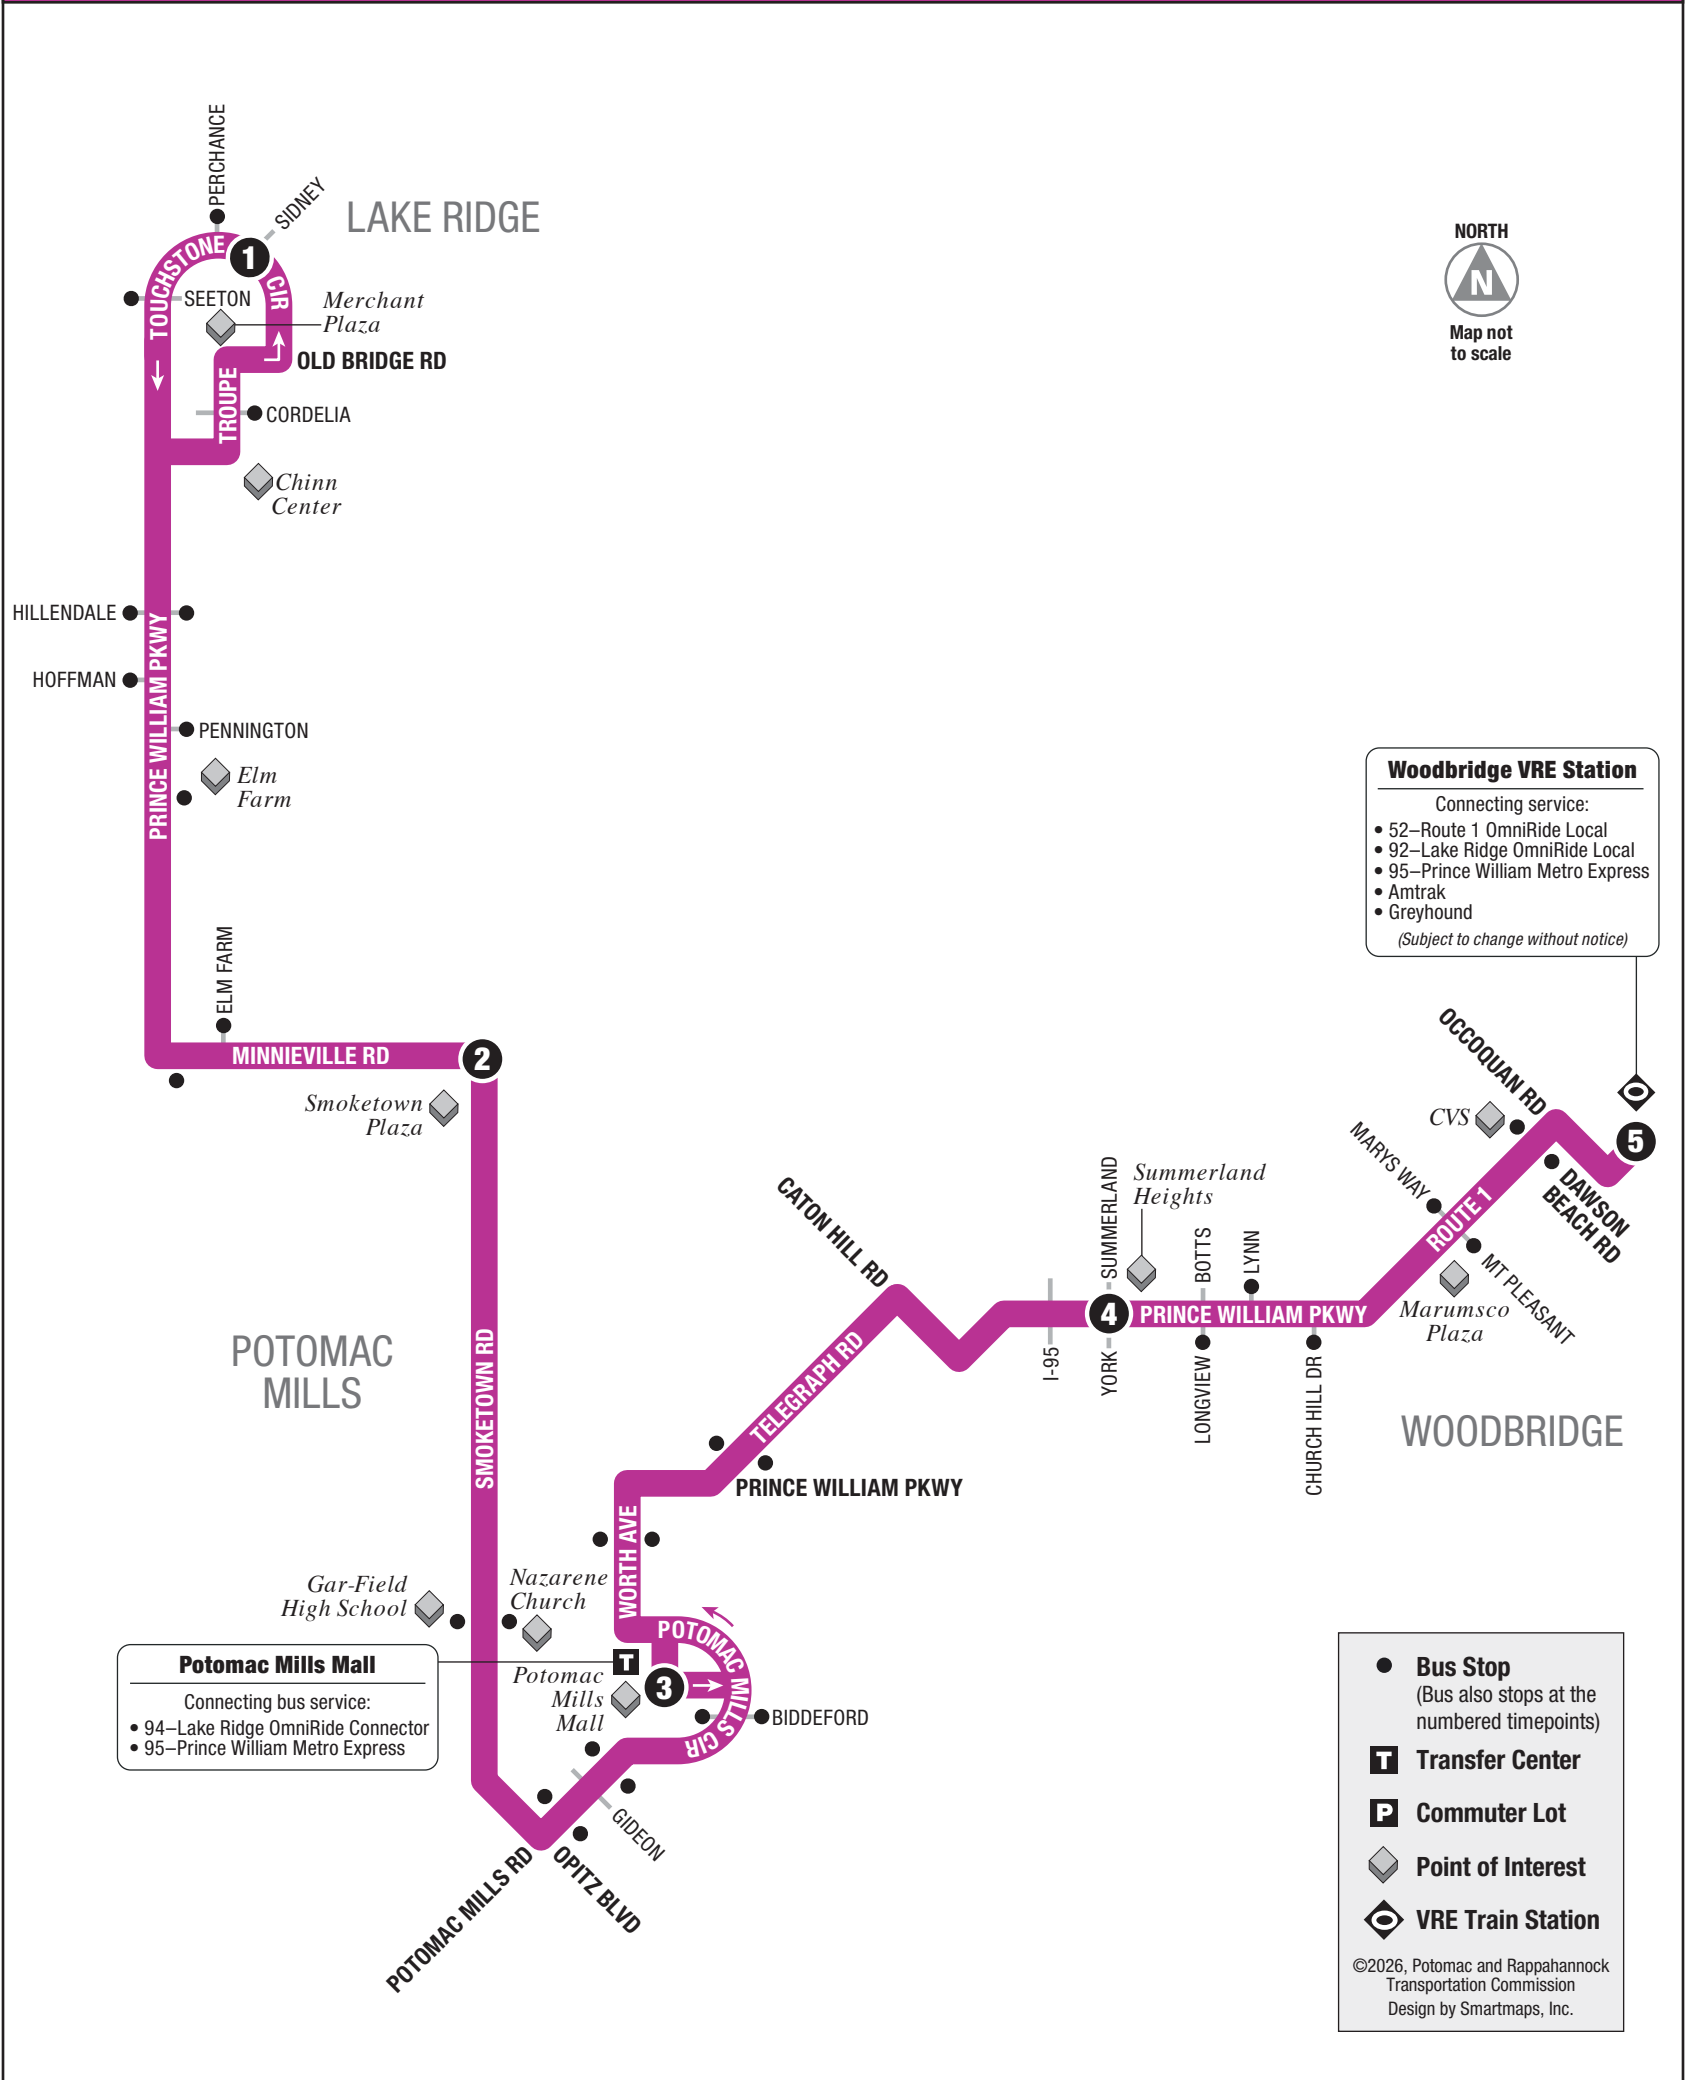 PERCHANCE
SIDNEY
LAKE RIDGE
1
TOUCHSTONE
CIR
SEETON
Merchant
Plaza
OLD BRIDGE RD
TROUPE
CORDELIA
Chinn
Center
NORTH
N
Map not
to scale
HILLENDALE
HOFFMAN
PRINCE WILLIAM PKWY
PENNINGTON
Elm
Farm
Woodbridge VRE Station
Connecting service:
• 52–Route 1 OmniRide Local
• 92–Lake Ridge OmniRide Local
• 95–Prince William Metro Express
• Amtrak
• Greyhound
(Subject to change without notice)
ELM FARM
MINNIEVILLE RD
2
Smoketown
Plaza
OCCOQUAN RD
CVS
5
MARYS WAY
DAWSON
BEACH RD
ROUTE 1
MT PLEASANT
Marumsco
Plaza
CATON HILL RD
SUMMERLAND
Summerland
Heights
BOTTS
LYNN
4
PRINCE WILLIAM PKWY
I-95
YORK
LONGVIEW
CHURCH HILL DR
WOODBRIDGE
POTOMAC
MILLS
SMOKETOWN RD
TELEGRAPH RD
PRINCE WILLIAM PKWY
WORTH AVE
Gar-Field
High School
Nazarene
Church
POTOMAC MILLS CIR
T
3
Potomac
Mills
Mall
BIDDEFORD
Potomac Mills Mall
Connecting bus service:
• 94–Lake Ridge OmniRide Connector
• 95–Prince William Metro Express
GIDEON
POTOMAC MILLS RD
OPITZ BLVD
Bus Stop
(Bus also stops at the
numbered timepoints)
T Transfer Center
P Commuter Lot
Point of Interest
VRE Train Station
©2026, Potomac and Rappahannock
Transportation Commission
Design by Smartmaps, Inc.